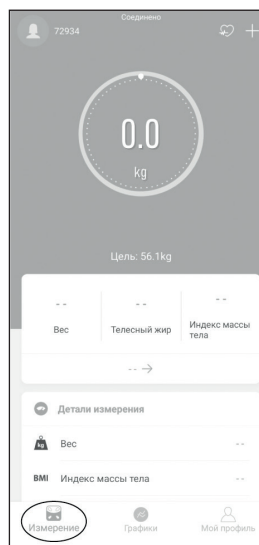 Соединено
72934
0.0
kg
Цель: 56.1kg
-- -- --
Вес Телесный жир Индекс массы
тела
-- →
Детали измерения
kg Вес --
BMI Индекс массы тела --
Измерение Графики Мой профиль